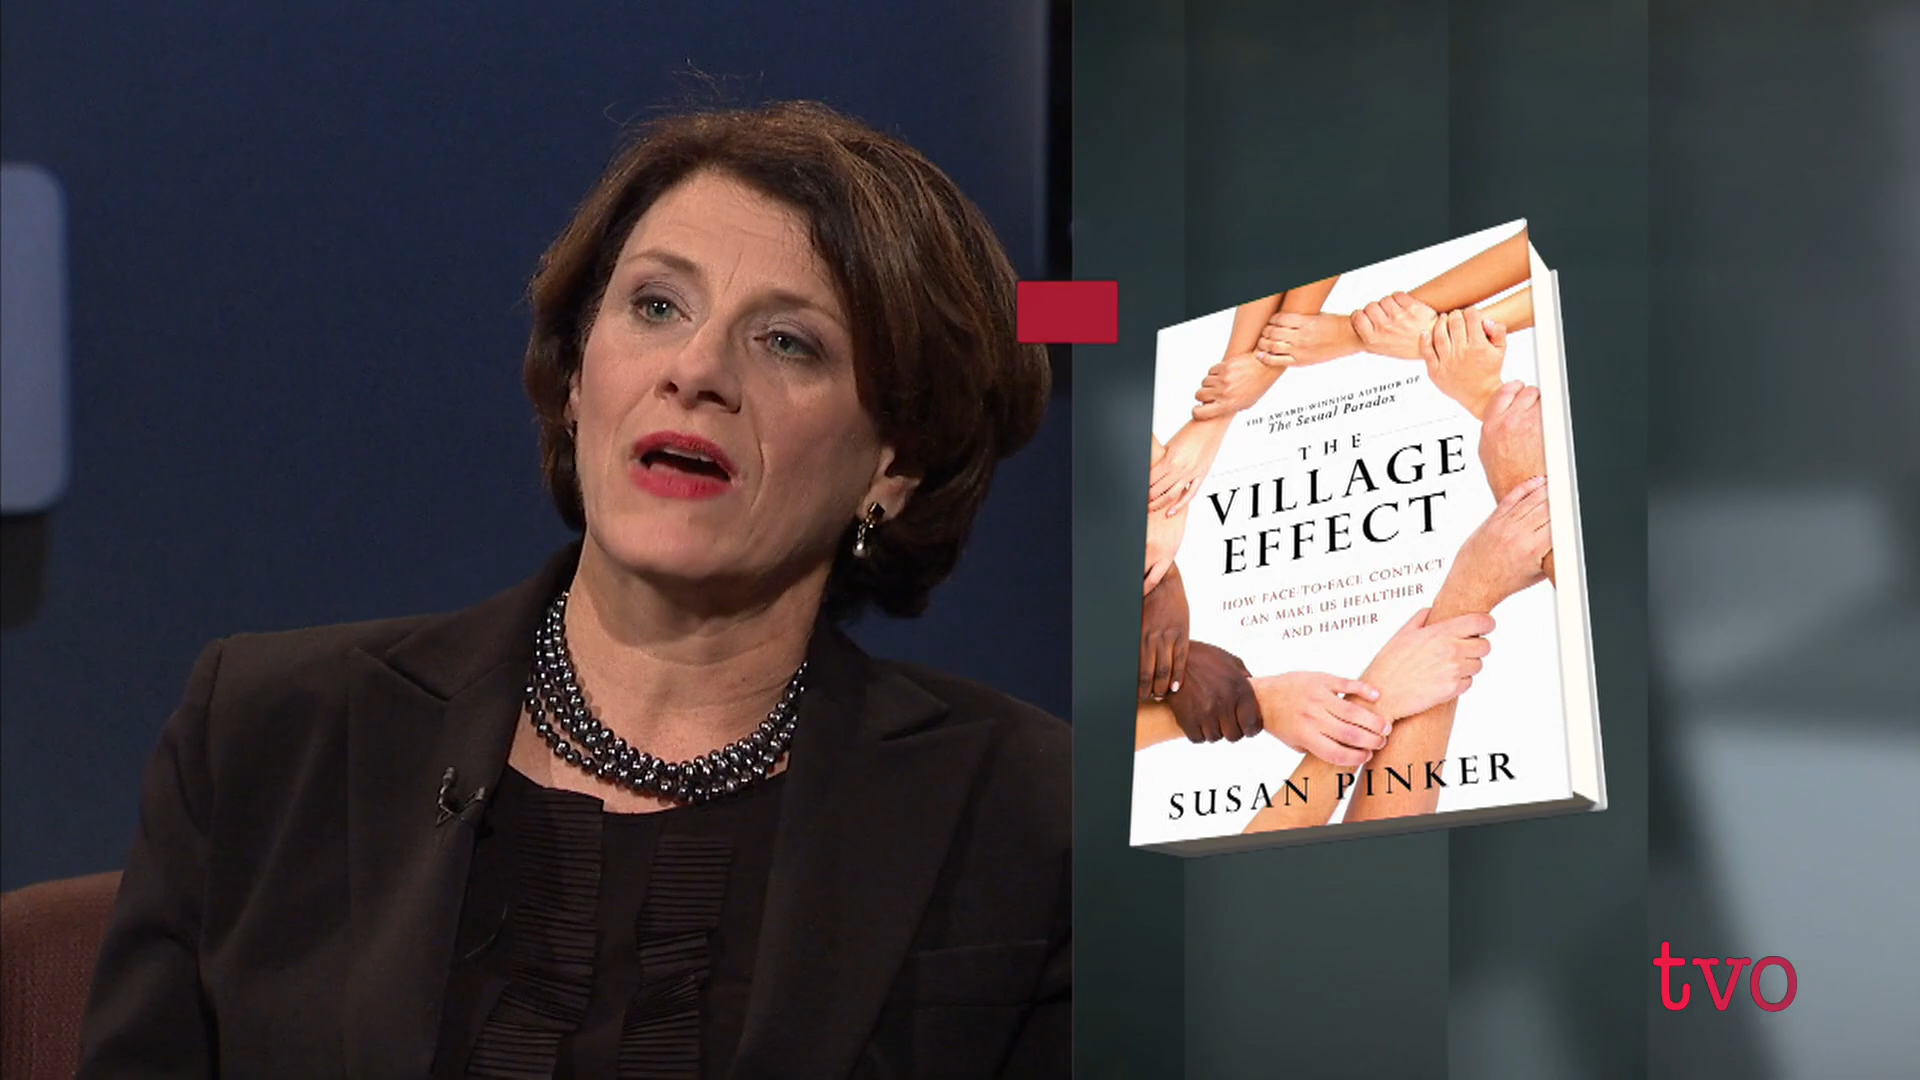 THE AWARD-WINNING AUTHOR OF
The Sexual Paradox
THE
VILLAGE
EFFECT
HOW FACE-TO-FACE CONTACT
CAN MAKE US HEALTHIER
AND HAPPIER
SUSAN PINKER
tvo